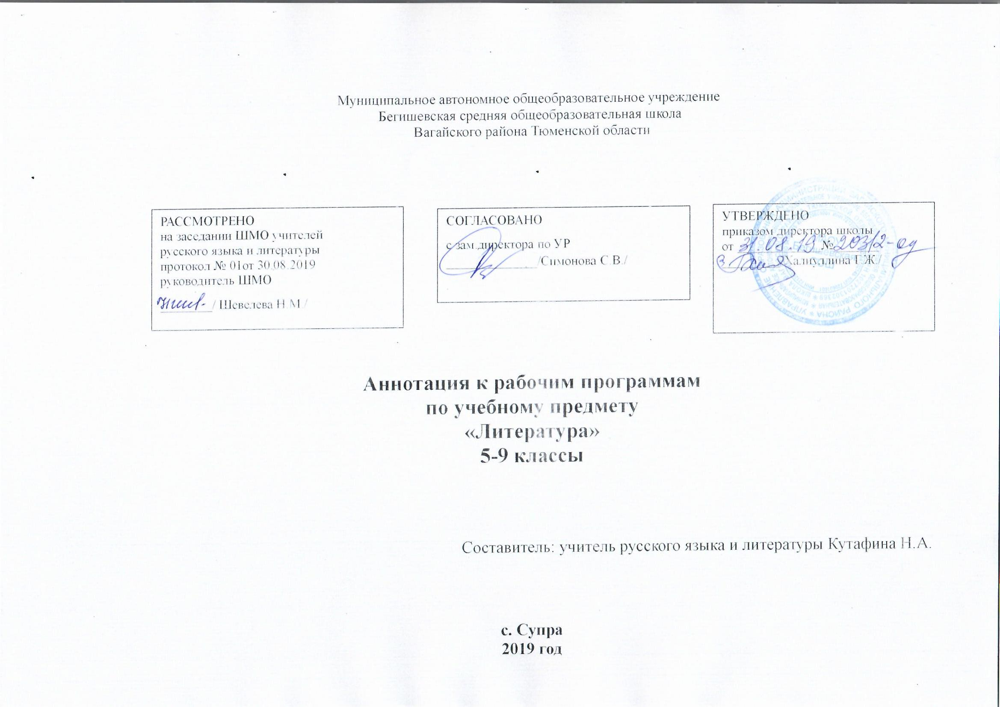 Муниципальное автономное общеобразовательное учреждение
Бегишевская средняя общеобразовательная школа
Вагайского района Тюменской области
РАССМОТРЕНО
на заседании ШМО учителей
русского языка и литературы
протокол № 01от 30.08.2019
руководитель ШМО
/ Шевелева Н.М./
СОГЛАСОВАНО
с зам.директора по УР
/Симонова С.В./
УТВЕРЖДЕНО
приказом директора школы
от 31.08.19 №203/2-од
/Халиуллина Г.Ж./
Аннотация к рабочим программам
по учебному предмету
«Литература»
5-9 классы
Составитель: учитель русского языка и литературы Кутафина Н.А.
с. Супра
2019 год